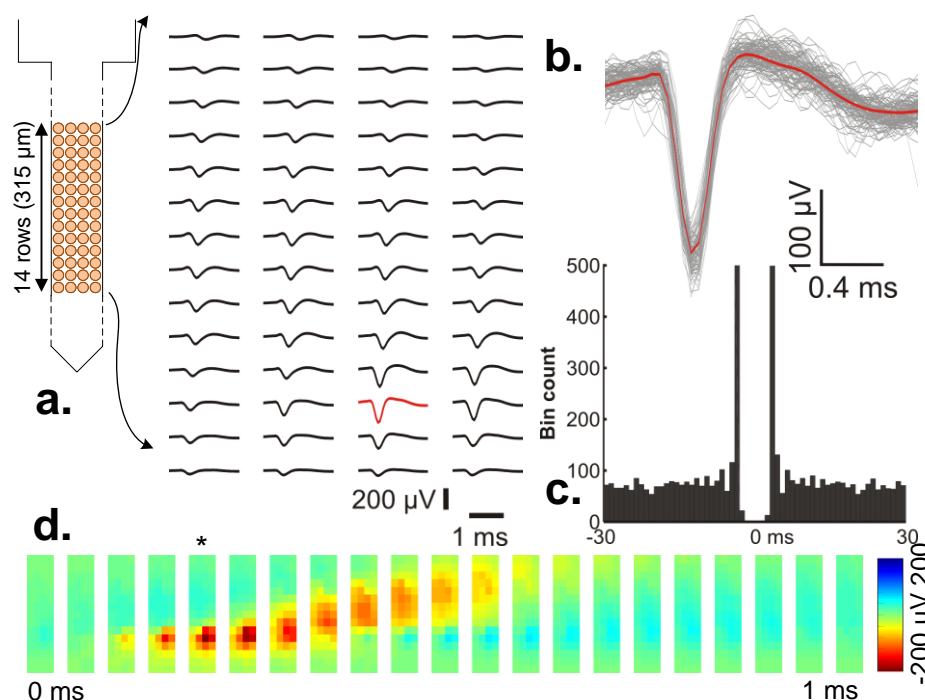 14 rows (315 µm)
a.
200 µV
1 ms
b.
100 µV
0.4 ms
Bin count
500
400
300
200
100
0
c.
-30
0 ms
30
d.
*
0 ms
1 ms
-200 µV 200